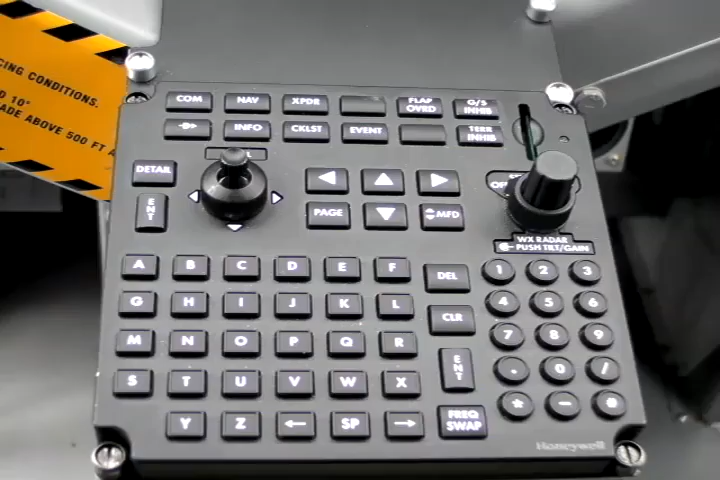 CING CONDITIONS.
D 10°
ADE ABOVE 500 FT A
COM NAV XPDR FLAP OVRD G/S INHIB
D INFO CKLST EVENT TERR INHIB
DETAIL
ENT
PAGE MFD
OF
WX RADAR
PUSH TILT/GAIN
A B C D E F DEL 1 2 3
G H I J K L CLR 4 5 6
M N O P Q R ENT 7 8 9
S T U V W X . 0 /
Y Z ← SP → FREQ SWAP * – #
Honeywell